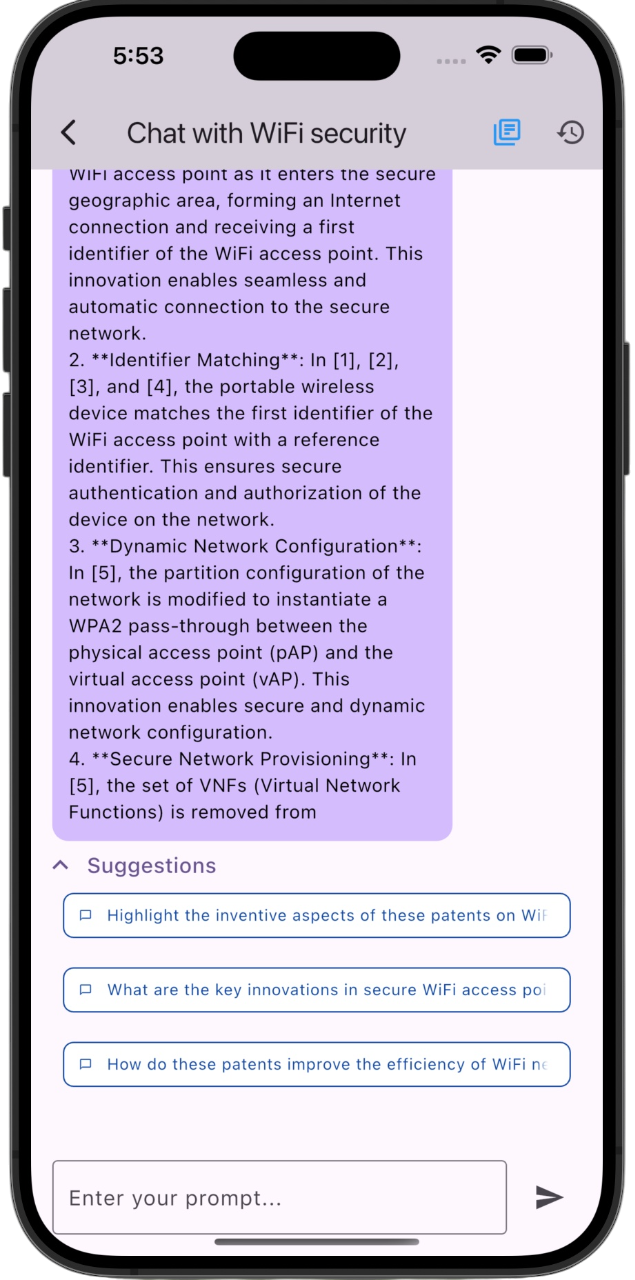 5:53
Chat with WiFi security
WiFi access point as it enters the secure
geographic area, forming an Internet
connection and receiving a first
identifier of the WiFi access point. This
innovation enables seamless and
automatic connection to the secure
network.
2. **Identifier Matching**: In [1], [2],
[3], and [4], the portable wireless
device matches the first identifier of the
WiFi access point with a reference
identifier. This ensures secure
authentication and authorization of the
device on the network.
3. **Dynamic Network Configuration**:
In [5], the partition configuration of the
network is modified to instantiate a
WPA2 pass-through between the
physical access point (pAP) and the
virtual access point (vAP). This
innovation enables secure and dynamic
network configuration.
4. **Secure Network Provisioning**: In
[5], the set of VNFs (Virtual Network
Functions) is removed from
Suggestions
Highlight the inventive aspects of these patents on WiF
What are the key innovations in secure WiFi access poi
How do these patents improve the efficiency of WiFi ne
Enter your prompt...